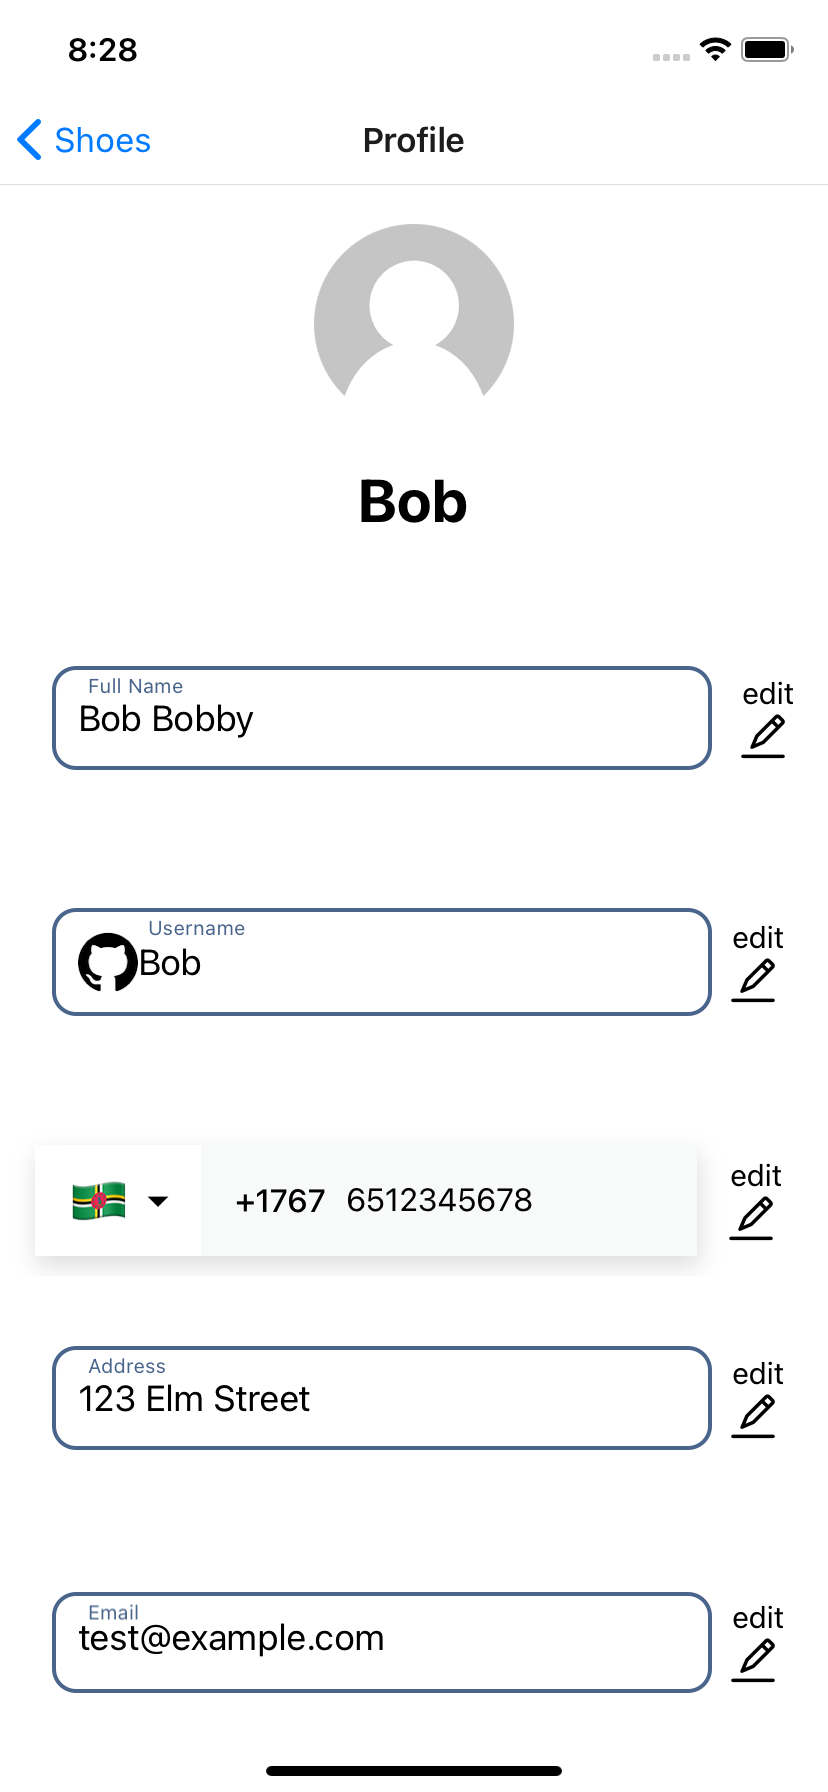 8:28
Shoes
Profile
Bob
Full Name
Bob Bobby
edit
Username
Bob
edit
+1767 6512345678
edit
Address
123 Elm Street
edit
Email
test@example.com
edit